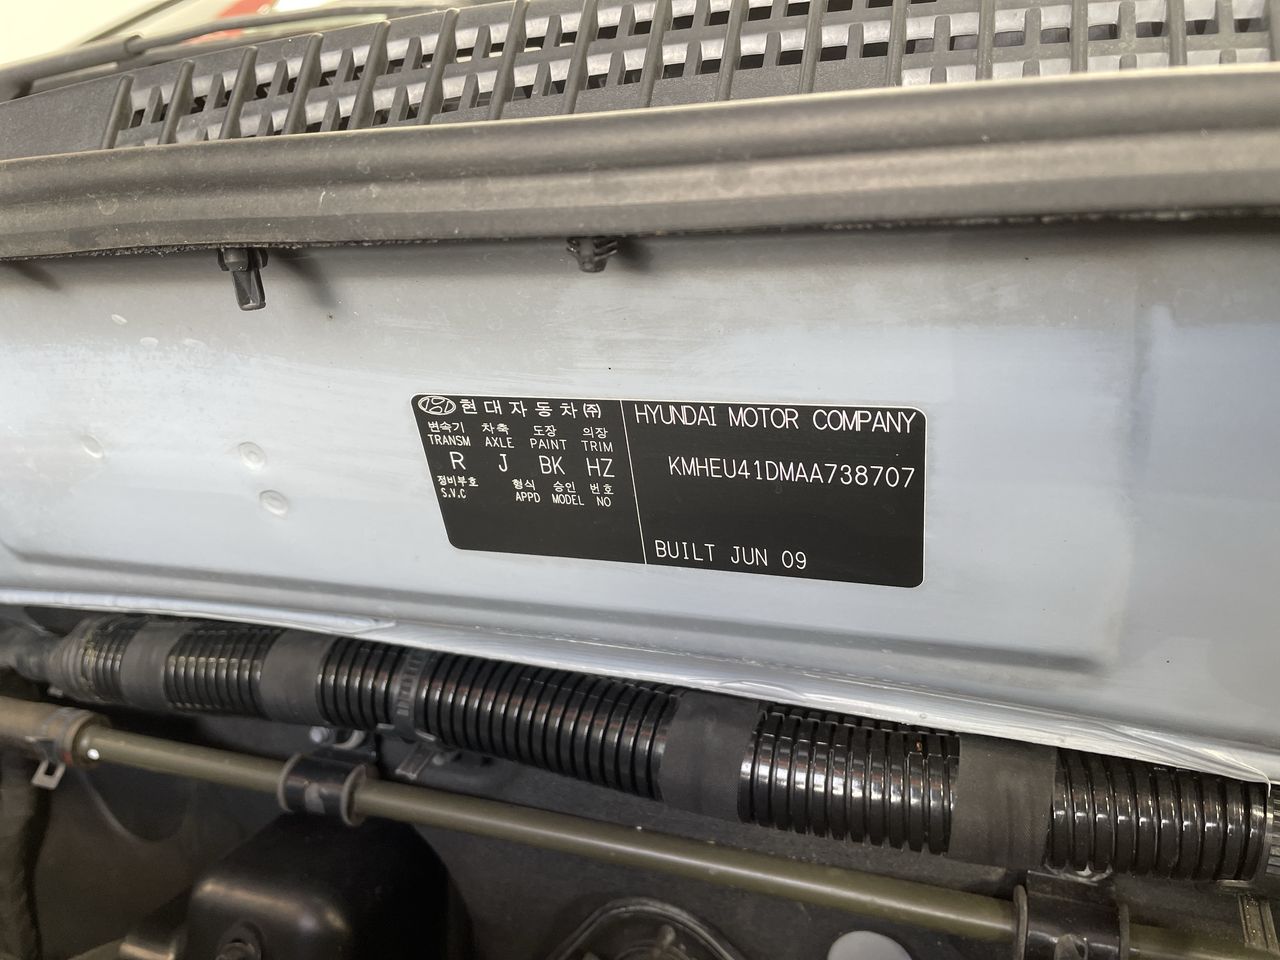 현대자동차(주)
변속기 차축 도장 의장
TRANSM AXLE PAINT TRIM
R J BK HZ
정비부호 형식 승인 번호
S.V.C APPD MODEL NO
HYUNDAI MOTOR COMPANY
KMHEU41DMAA738707
BUILT JUN 09